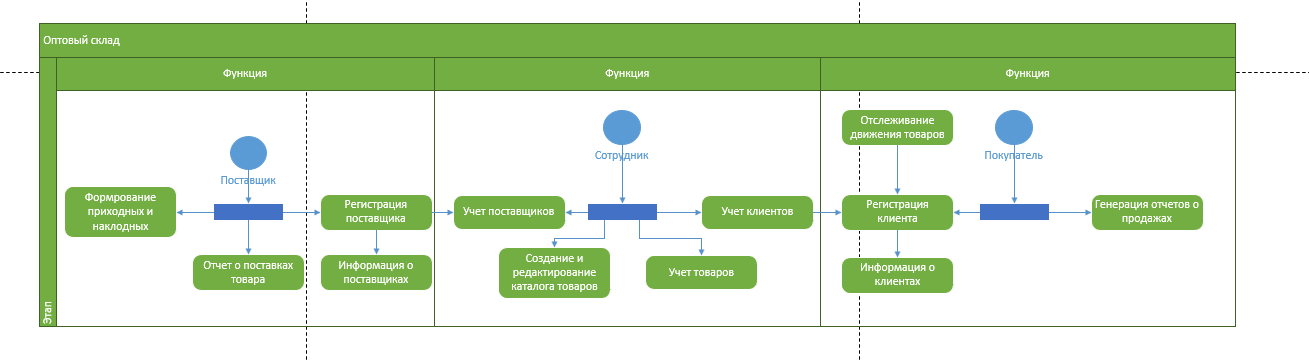 Оптовый склад
Функция
Функция
Функция
Этап
Поставщик
Формрование
приходных и
накладных
Регистрация
поставщика
Отчет о поставках
товара
Информация о
поставщиках
Сотрудник
Учет поставщиков
Учет клиентов
Создание и
редактирование
каталога товаров
Учет товаров
Отслеживание
движения товаров
Покупатель
Регистрация
клиента
Генерация отчетов о
продажах
Информация о
клиентах